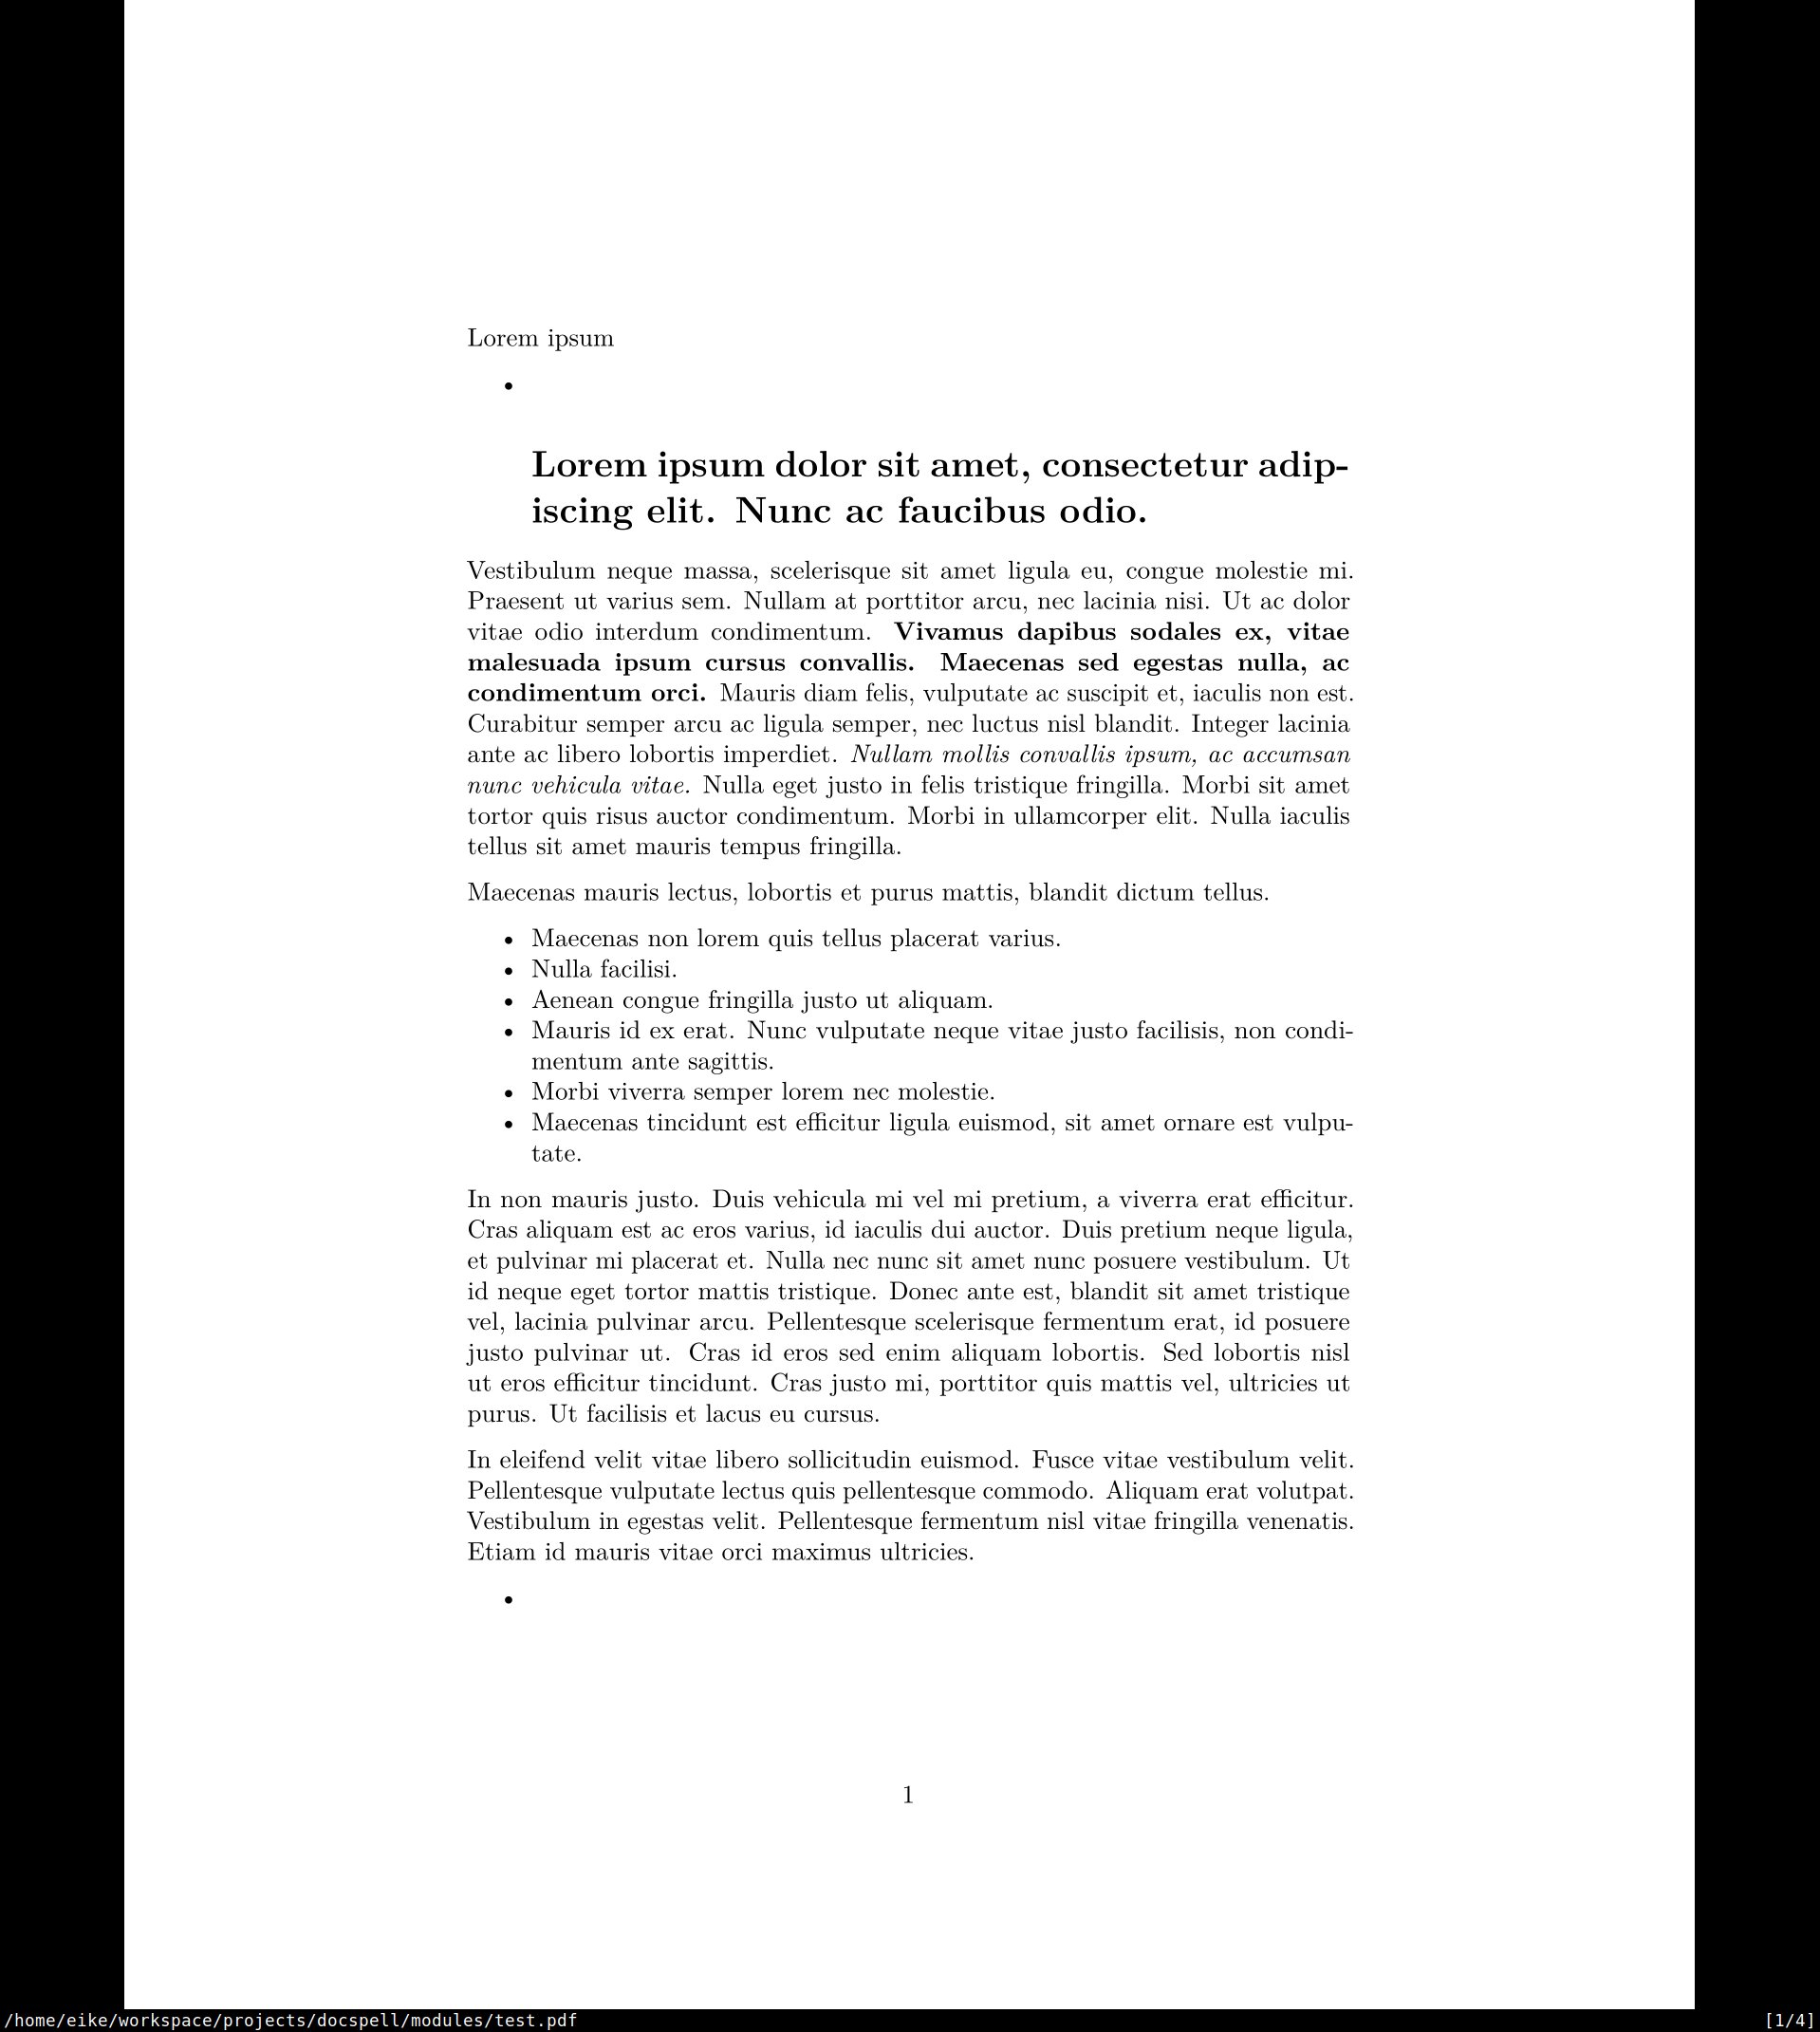 Lorem ipsum
•
Lorem ipsum dolor sit amet, consectetur adip-
iscing elit. Nunc ac faucibus odio.
Vestibulum neque massa, scelerisque sit amet ligula eu, congue molestie mi.
Praesent ut varius sem. Nullam at porttitor arcu, nec lacinia nisi. Ut ac dolor
vitae odio interdum condimentum. Vivamus dapibus sodales ex, vitae
malesuada ipsum cursus convallis. Maecenas sed egestas nulla, ac
condimentum orci. Mauris diam felis, vulputate ac suscipit et, iaculis non est.
Curabitur semper arcu ac ligula semper, nec luctus nisl blandit. Integer lacinia
ante ac libero lobortis imperdiet. Nullam mollis convallis ipsum, ac accumsan
nunc vehicula vitae. Nulla eget justo in felis tristique fringilla. Morbi sit amet
tortor quis risus auctor condimentum. Morbi in ullamcorper elit. Nulla iaculis
tellus sit amet mauris tempus fringilla.
Maecenas mauris lectus, lobortis et purus mattis, blandit dictum tellus.
• Maecenas non lorem quis tellus placerat varius.
• Nulla facilisi.
• Aenean congue fringilla justo ut aliquam.
• Mauris id ex erat. Nunc vulputate neque vitae justo facilisis, non condi-
mentum ante sagittis.
• Morbi viverra semper lorem nec molestie.
• Maecenas tincidunt est efficitur ligula euismod, sit amet ornare est vulpu-
tate.
In non mauris justo. Duis vehicula mi vel mi pretium, a viverra erat efficitur.
Cras aliquam est ac eros varius, id iaculis dui auctor. Duis pretium neque ligula,
et pulvinar mi placerat et. Nulla nec nunc sit amet nunc posuere vestibulum. Ut
id neque eget tortor mattis tristique. Donec ante est, blandit sit amet tristique
vel, lacinia pulvinar arcu. Pellentesque scelerisque fermentum erat, id posuere
justo pulvinar ut. Cras id eros sed enim aliquam lobortis. Sed lobortis nisl
ut eros efficitur tincidunt. Cras justo mi, porttitor quis mattis vel, ultricies ut
purus. Ut facilisis et lacus eu cursus.
In eleifend velit vitae libero sollicitudin euismod. Fusce vitae vestibulum velit.
Pellentesque vulputate lectus quis pellentesque commodo. Aliquam erat volutpat.
Vestibulum in egestas velit. Pellentesque fermentum nisl vitae fringilla venenatis.
Etiam id mauris vitae orci maximus ultricies.
•
1
/home/eike/workspace/projects/docspell/modules/test.pdf [1/4]